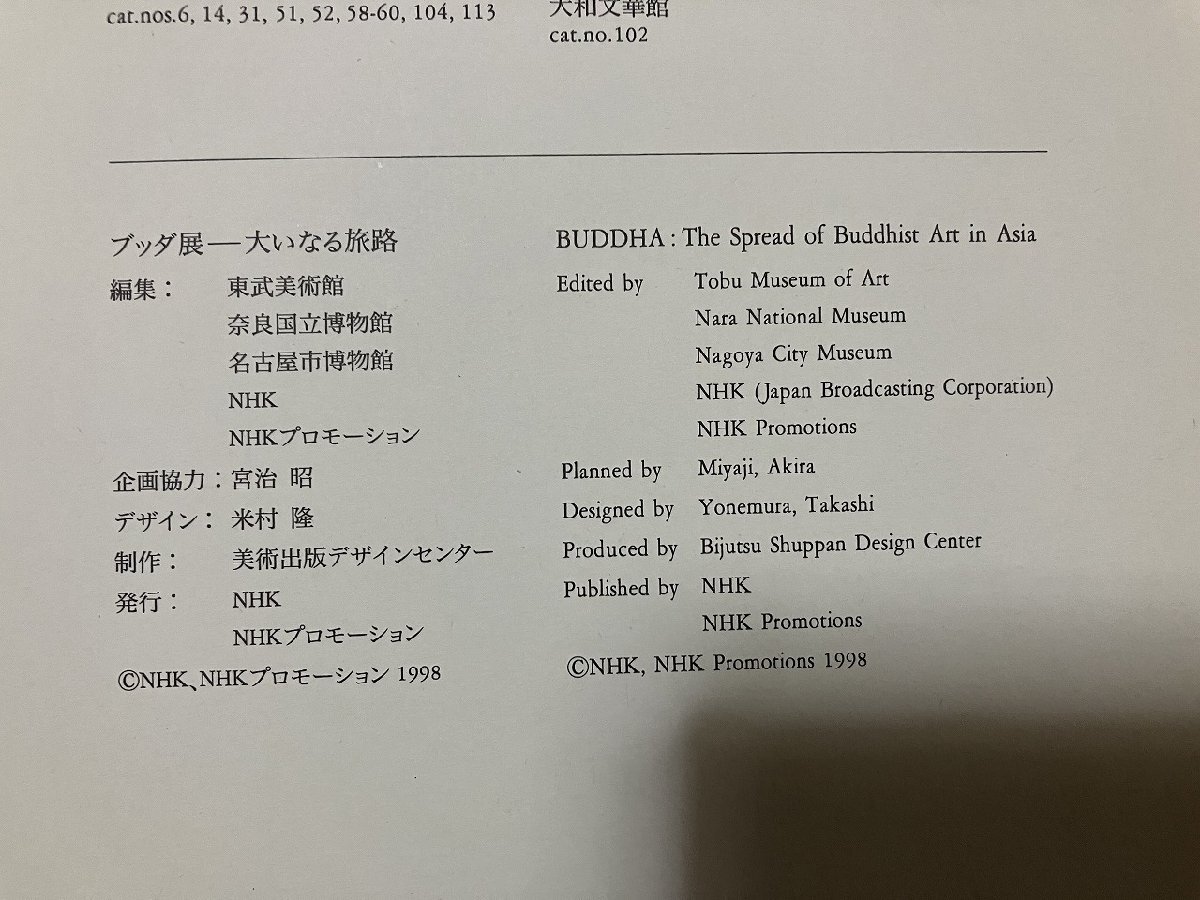 cat.nos.6, 14, 31, 51, 52, 58-60, 104, 113
大和文華館
cat.no.102
ブッダ展―大いなる旅路
編集： 東武美術館
奈良国立博物館
名古屋市博物館
NHK
NHKプロモーション
企画協力：宮治 昭
デザイン： 米村 隆
制作： 美術出版デザインセンター
発行： NHK
NHKプロモーション
©NHK、NHKプロモーション 1998
BUDDHA : The Spread of Buddhist Art in Asia
Edited by Tobu Museum of Art
Nara National Museum
Nagoya City Museum
NHK (Japan Broadcasting Corporation)
NHK Promotions
Planned by Miyaji, Akira
Designed by Yonemura, Takashi
Produced by Bijutsu Shuppan Design Center
Published by NHK
NHK Promotions
©NHK, NHK Promotions 1998